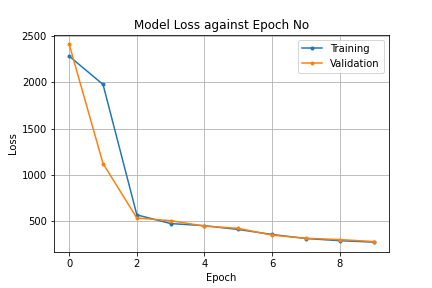 Model Loss against Epoch No
Training
Validation
2500
2000
1500
1000
500
Loss
0 2 4 6 8
Epoch